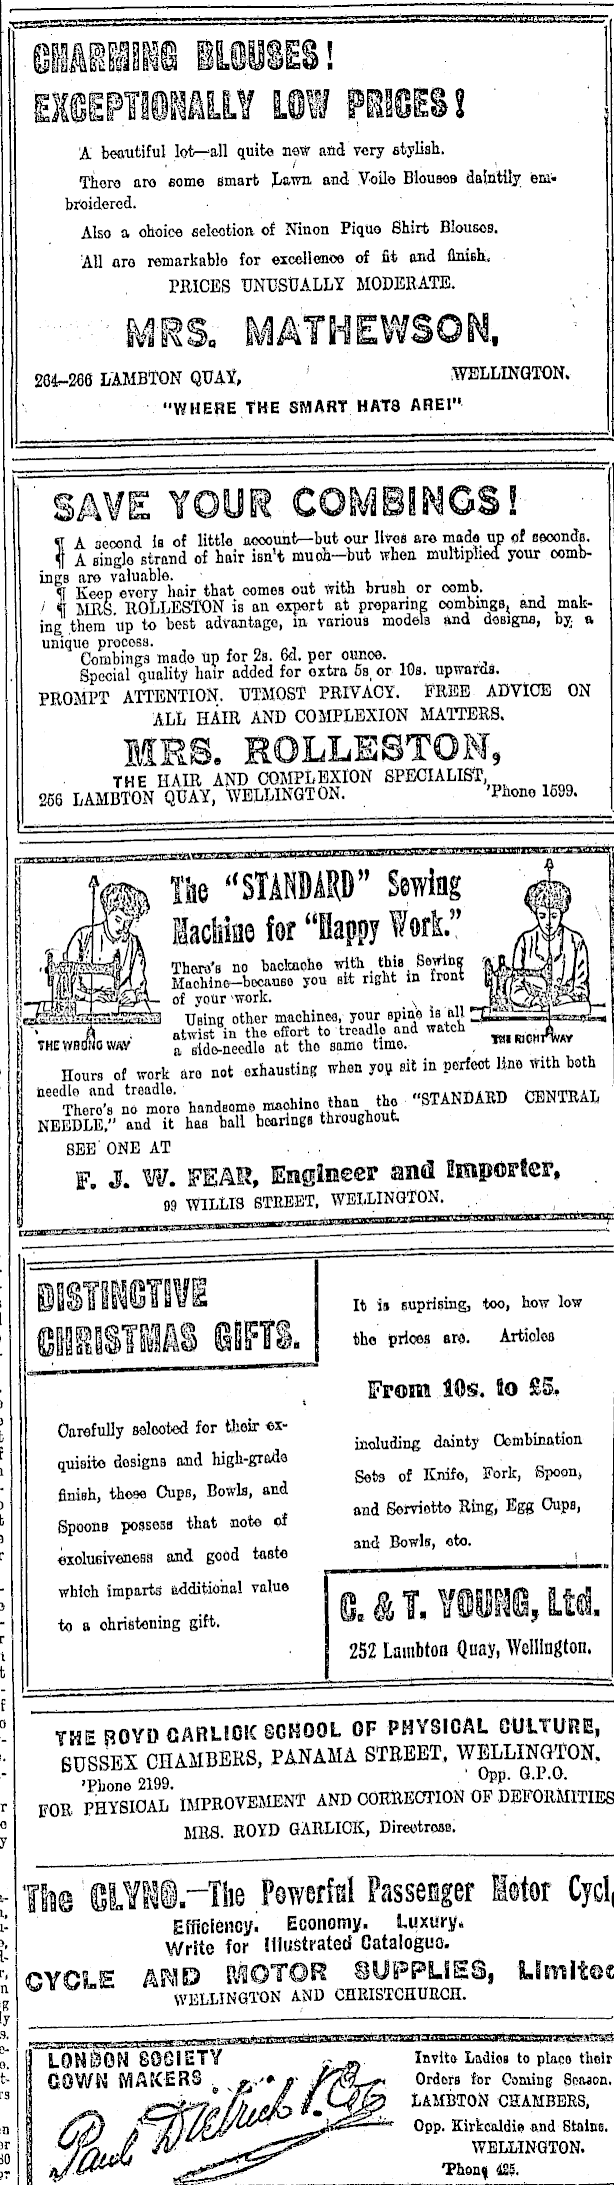 CHARMING BLOUSES!
EXCEPTIONALLY LOW PRICES!
A beautiful lot—all quite new and very stylish.
There are some smart Lawn and Voile Blouses daintily em-
broidered.
Also a choice selection of Ninon Pique Shirt Blouses.
All are remarkable for excellence of fit and finish.
PRICES UNUSUALLY MODERATE.
MRS. MATHEWSON,
264-266 LAMBTON QUAY, WELLINGTON.
"WHERE THE SMART HATS ARE!"
SAVE YOUR COMBINGS!
¶ A second is of little account—but our lives are made up of seconds.
¶ A single strand of hair isn't much—but when multiplied your comb-
ings are valuable.
¶ Keep every hair that comes out with brush or comb.
¶ MRS. ROLLESTON is an expert at preparing combings, and mak-
ing them up to best advantage, in various models and designs, by a
unique process.
Combings made up for 2s. 6d. per ounce.
Special quality hair added for extra 5s. or 10s. upwards.
PROMPT ATTENTION. UTMOST PRIVACY. FREE ADVICE ON
ALL HAIR AND COMPLEXION MATTERS.
MRS. ROLLESTON,
THE HAIR AND COMPLEXION SPECIALIST,
256 LAMBTON QUAY, WELLINGTON. 'Phone 1599.
The "STANDARD" Sewing
Machine for "Happy Work."
There's no backache with this Sewing
Machine—because you sit right in front
of your work.
Using other machines, your spine is all
atwist in the effort to treadle and watch
a side-needle at the same time.
THE WRONG WAY
THE RIGHT WAY
Hours of work are not exhausting when you sit in perfect line with both
needle and treadle.
There's no more handsome machine than the "STANDARD CENTRAL
NEEDLE," and it has ball bearings throughout.
SEE ONE AT
F. J. W. FEAR, Engineer and Importer,
99 WILLIS STREET, WELLINGTON.
DISTINCTIVE
CHRISTMAS GIFTS.
Carefully selected for their ex-
quisite designs and high-grade
finish, these Cups, Bowls, and
Spoons possess that note of
exclusiveness and good taste
which imparts additional value
to a christening gift.
It is suprising, too, how low
the prices are. Articles
From 10s. to £5.
including dainty Combination
Sets of Knife, Fork, Spoon,
and Serviette Ring, Egg Cups,
and Bowls, etc.
C. & T. YOUNG, Ltd.
252 Lambton Quay, Wellington.
THE ROYD GARLICK SCHOOL OF PHYSICAL CULTURE,
SUSSEX CHAMBERS, PANAMA STREET, WELLINGTON.
'Phone 2199. Opp. G.P.O.
FOR PHYSICAL IMPROVEMENT AND CORRECTION OF DEFORMITIES
MRS. ROYD GARLICK, Directress.
The CLYNO.—The Powerful Passenger Motor Cycl
Efficiency. Economy. Luxury.
Write for Illustrated Catalogue.
CYCLE AND MOTOR SUPPLIES, Limited
WELLINGTON AND CHRISTCHURCH.
LONDON SOCIETY
GOWN MAKERS
Paul Dietrich & Co
Invite Ladies to place their
Orders for Coming Season.
LAMBTON CHAMBERS,
Opp. Kirkcaldie and Stains.
WELLINGTON.
'Phone 425.